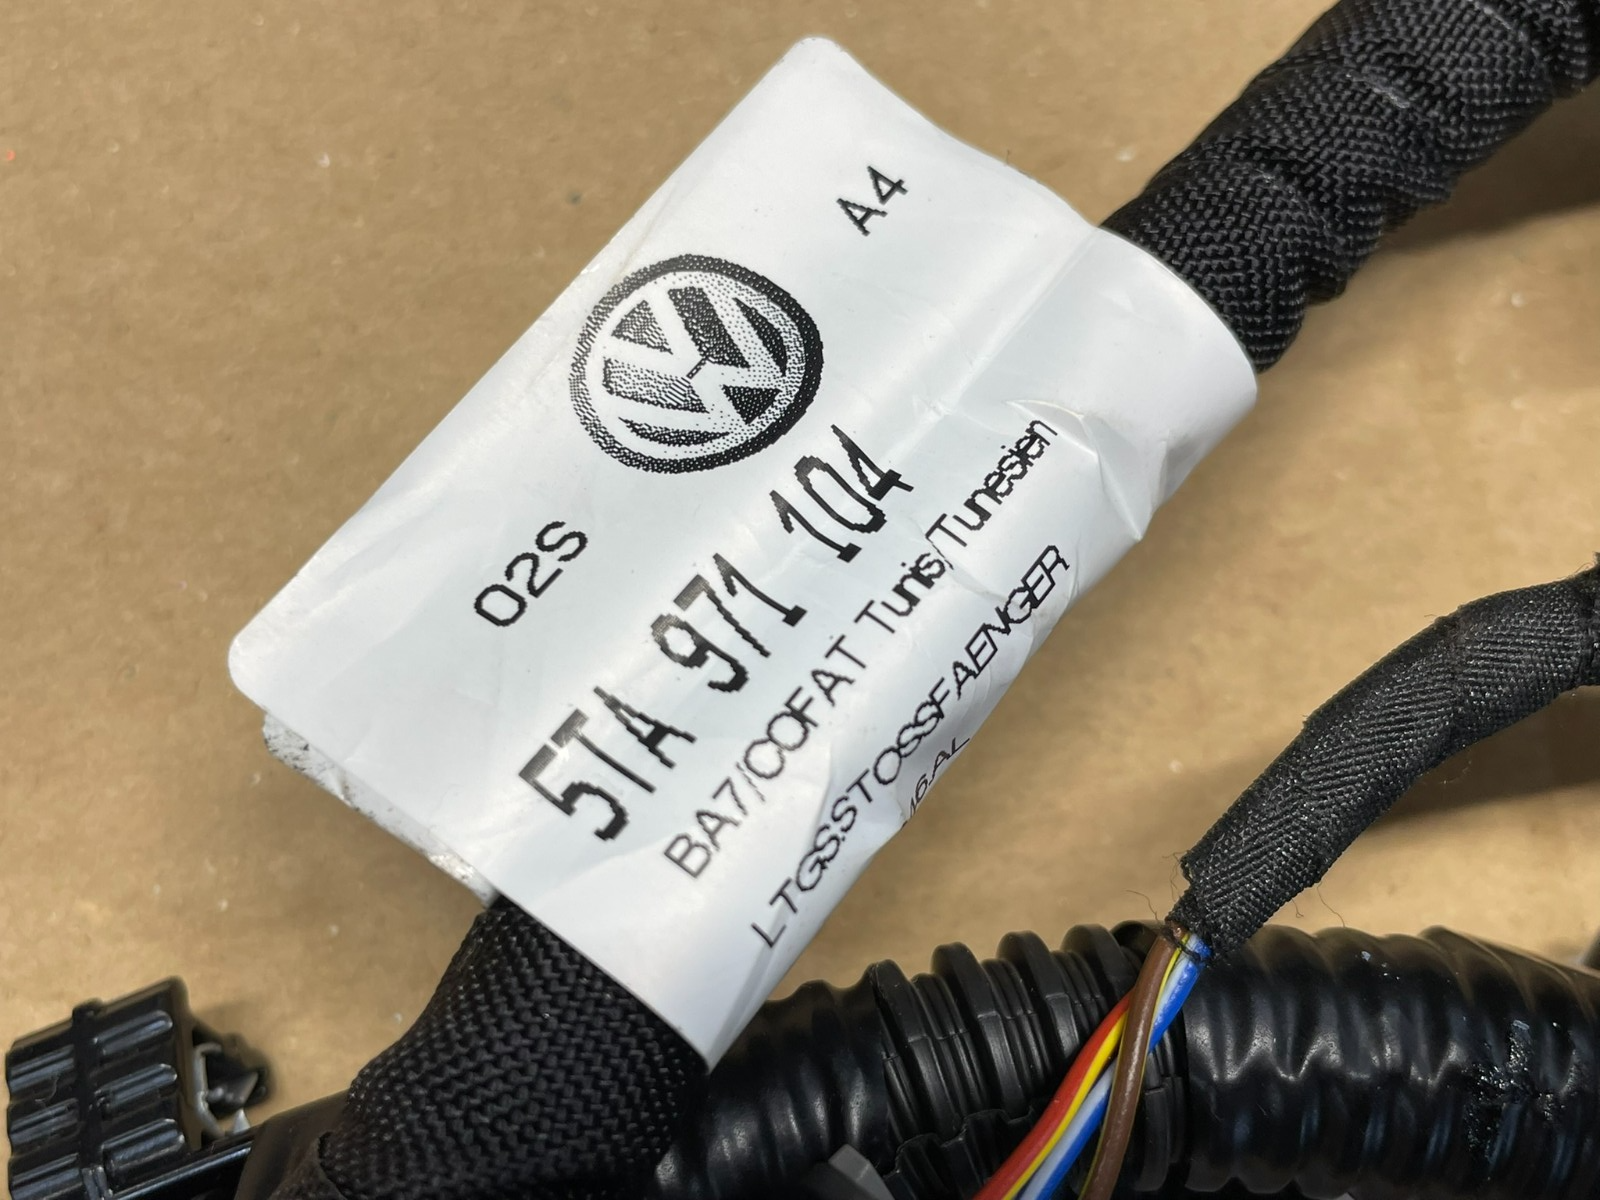 A4
02S
5TA 971 104
BA7/COFAT Tunis/Tunesien
LTGS.STOSSFAENGER